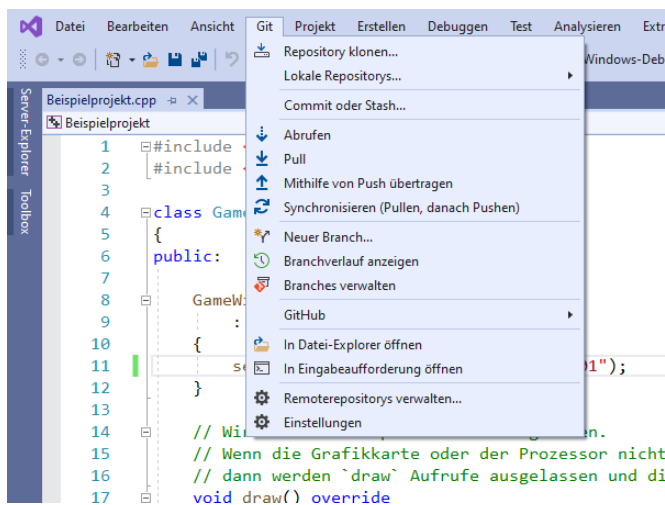 Datei Bearbeiten Ansicht Git Projekt Erstellen Debuggen Test Analysieren
Repository klonen...
Lokale Repositorys...
Commit oder Stash...
Abrufen
Pull
Mithilfe von Push übertragen
Synchronisieren (Pullen, danach Pushen)
Neuer Branch...
Branchverlauf anzeigen
Branches verwalten
GitHub
In Datei-Explorer öffnen
In Eingabeaufforderung öffnen
Remoterepositorys verwalten...
Einstellungen
Windows-Deb
Server-Explorer
Toolbox
Beispielprojekt.cpp
Beispielprojekt
1 #include
2 #include
3
4 class Game
5 {
6 public:
7
8 GameWi
9 :
10 {
11 se 01");
12 }
13
14 // Wi en.
15 // Wenn die Grafikkarte oder der Prozessor nicht
16 // dann werden `draw` Aufrufe ausgelassen und di
17 void draw() override